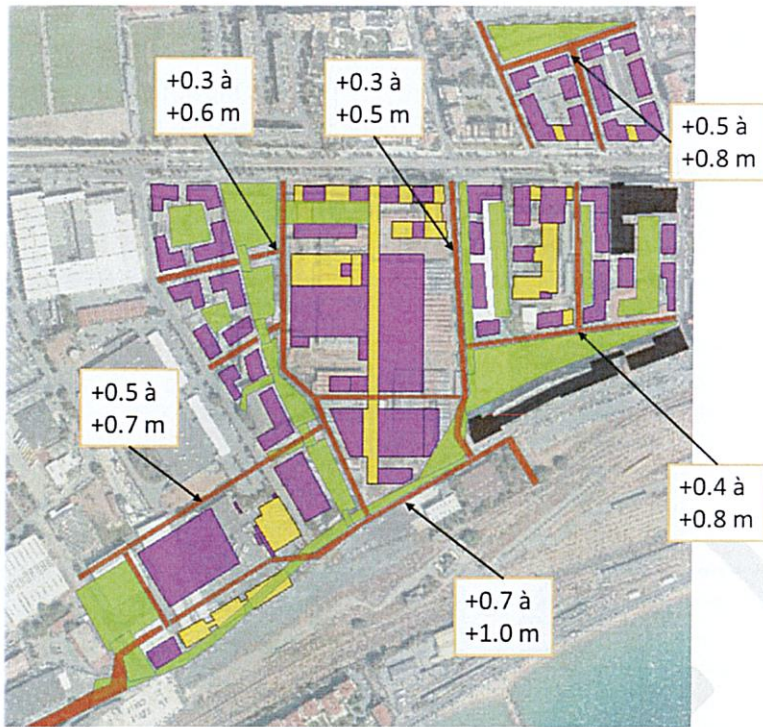 +0.3 à
+0.6 m
+0.3 à
+0.5 m
+0.5 à
+0.8 m
+0.5 à
+0.7 m
+0.4 à
+0.8 m
+0.7 à
+1.0 m